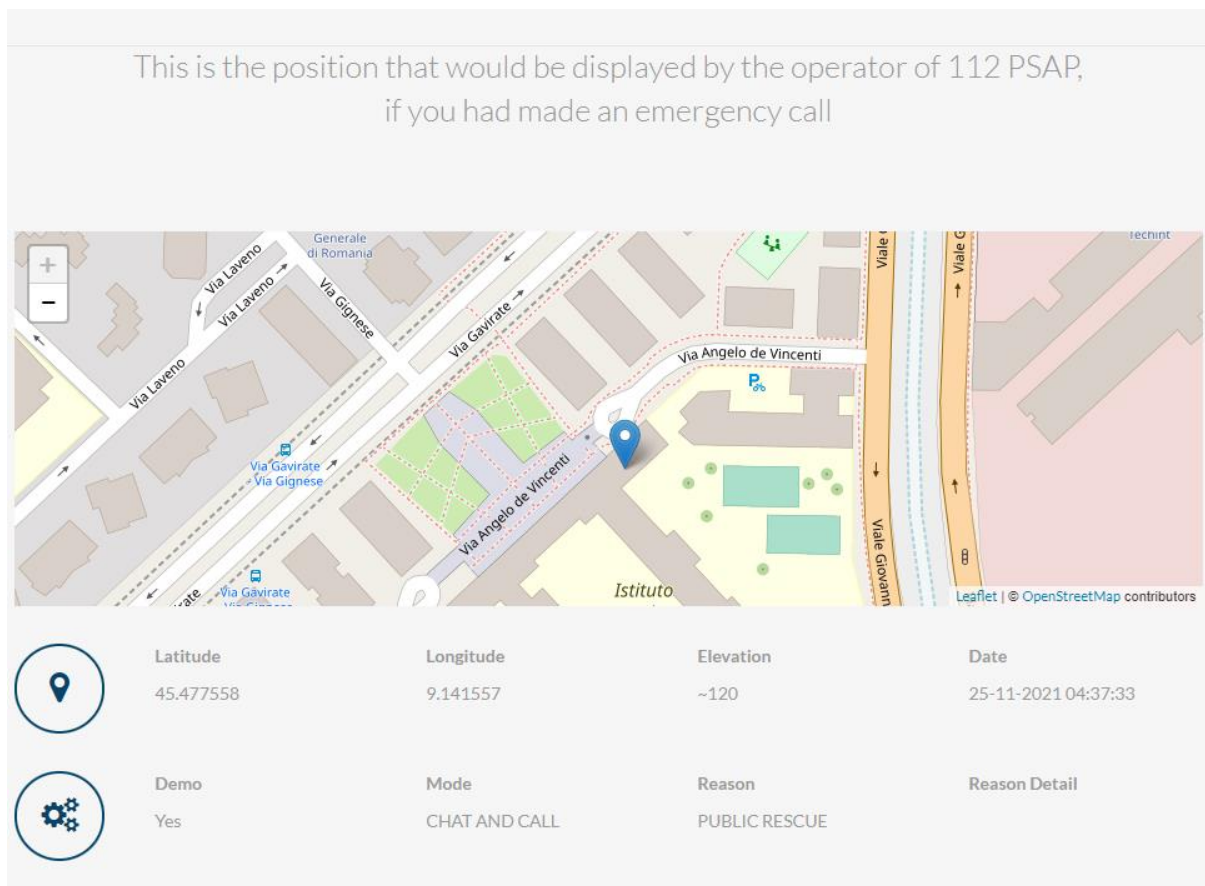 This is the position that would be displayed by the operator of 112 PSAP,
if you had made an emergency call
+
−
Generale
di Romania
Techint
Via Laveno
Via Laveno
Via Gignese
Via Gavirate
Viale G
Viale G
Via Laveno
Via Angelo de Vincenti
P
Via Gavirate
- Via Gignese
Via Angelo de Vincenti
Viale Giovann
Via Gavirate
Istituto
Leaflet | © OpenStreetMap contributors
Latitude
Longitude
Elevation
Date
45.477558
9.141557
~120
25-11-2021 04:37:33
Demo
Mode
Reason
Reason Detail
Yes
CHAT AND CALL
PUBLIC RESCUE